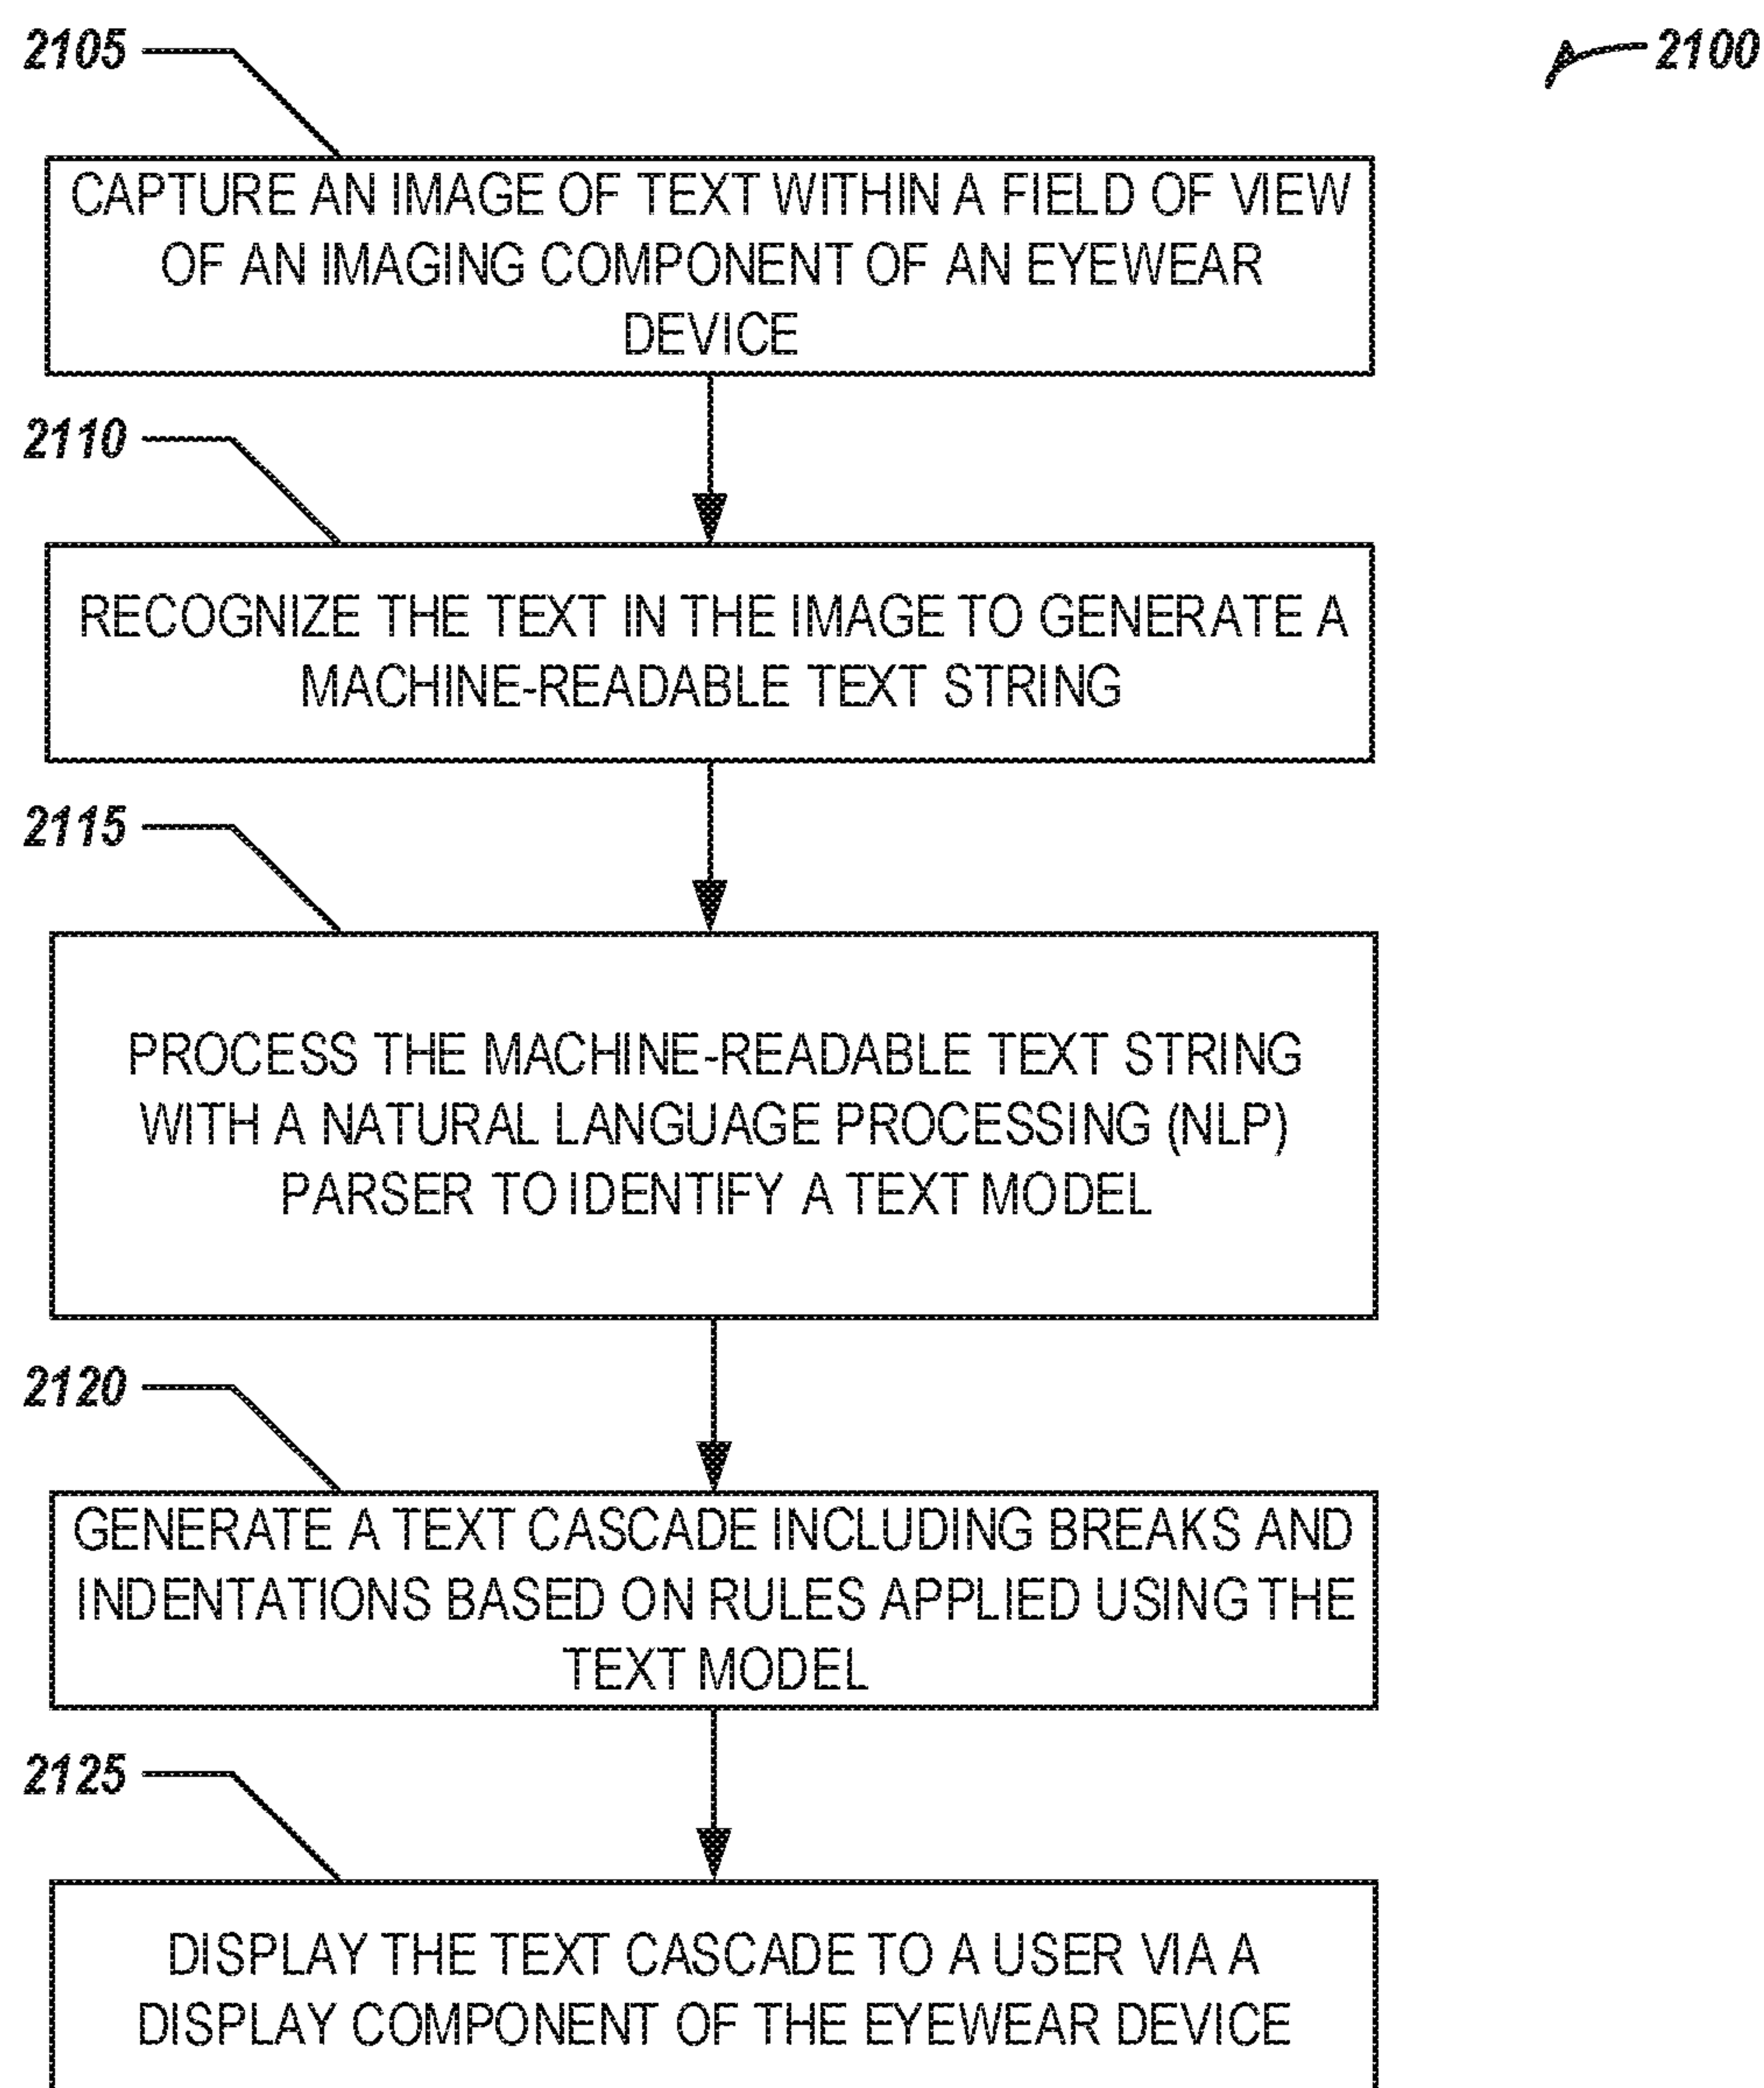 2105
2100
CAPTURE AN IMAGE OF TEXT WITHIN A FIELD OF VIEW
OF AN IMAGING COMPONENT OF AN EYEWEAR
DEVICE
2110
RECOGNIZE THE TEXT IN THE IMAGE TO GENERATE A
MACHINE-READABLE TEXT STRING
2115
PROCESS THE MACHINE-READABLE TEXT STRING
WITH A NATURAL LANGUAGE PROCESSING (NLP)
PARSER TO IDENTIFY A TEXT MODEL
2120
GENERATE A TEXT CASCADE INCLUDING BREAKS AND
INDENTATIONS BASED ON RULES APPLIED USING THE
TEXT MODEL
2125
DISPLAY THE TEXT CASCADE TO A USER VIA A
DISPLAY COMPONENT OF THE EYEWEAR DEVICE